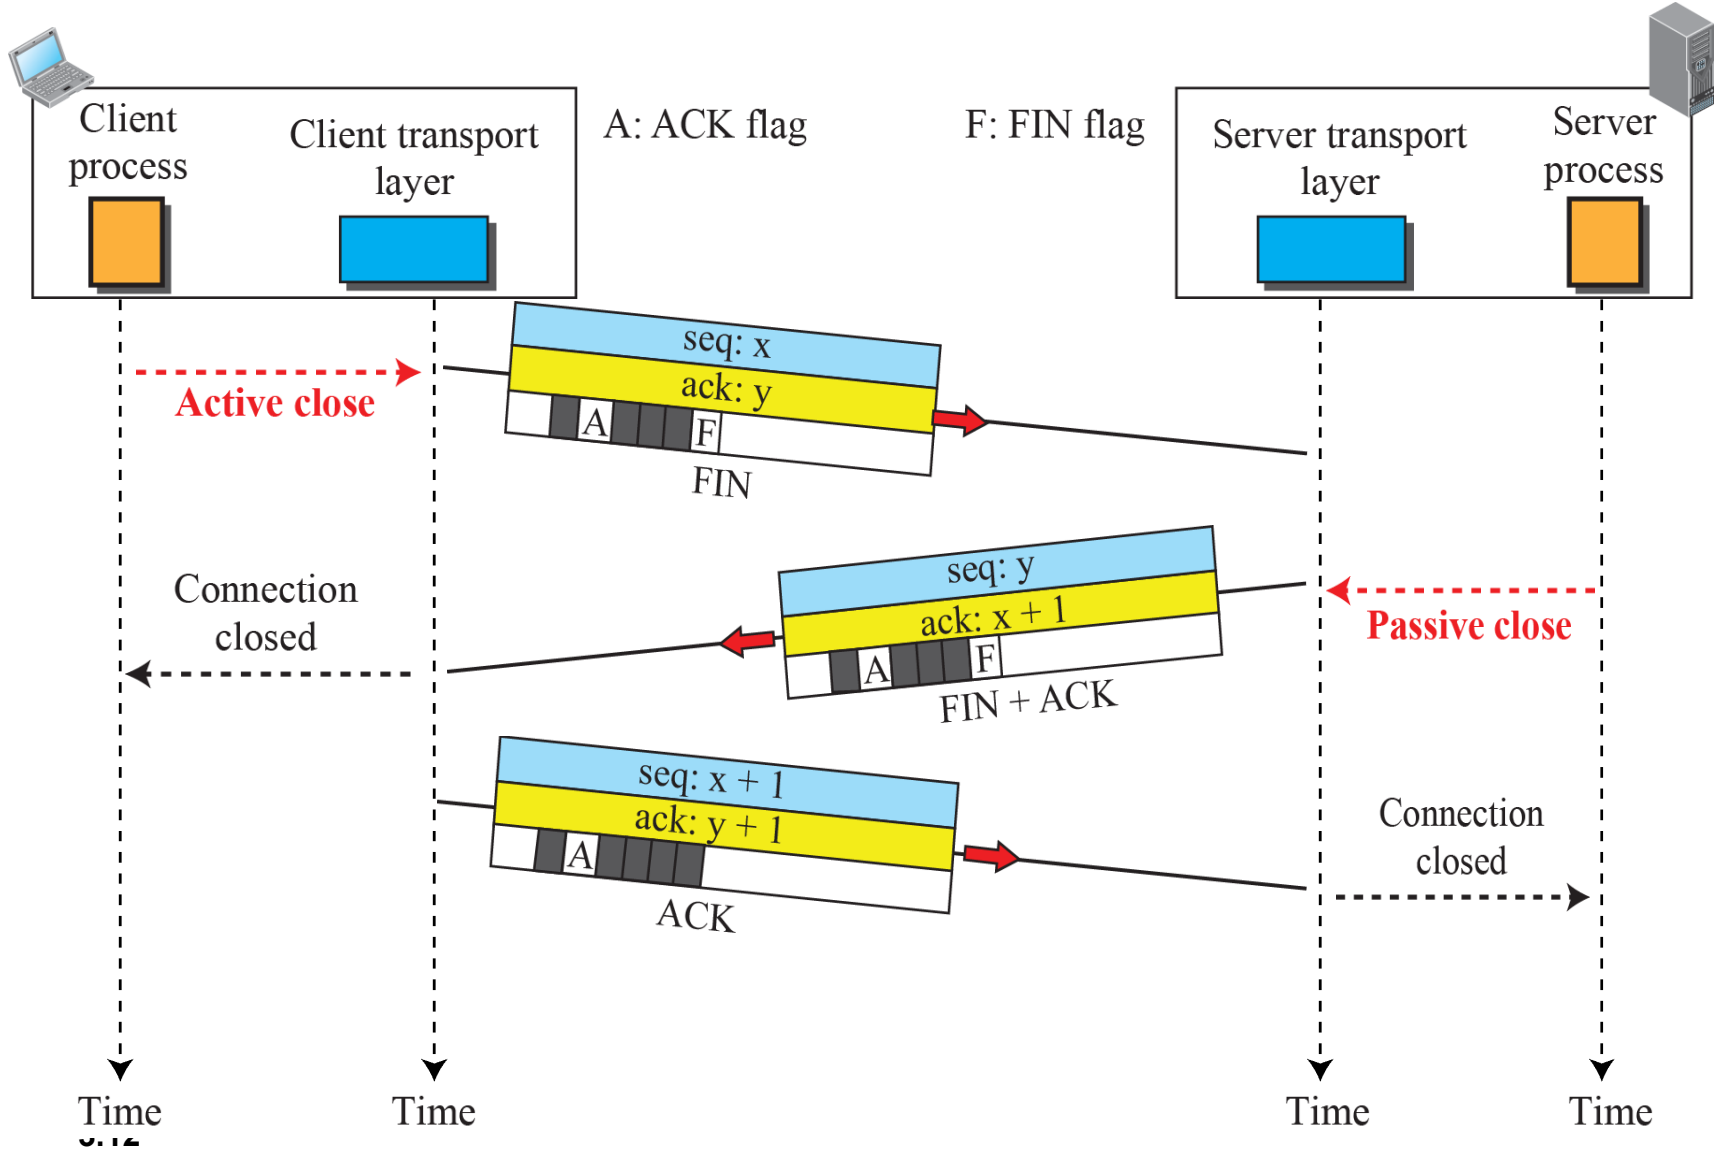 Client
process
Client transport
layer
A: ACK flag
F: FIN flag
Server transport
layer
Server
process
Active close
seq: x
ack: y
A
F
FIN
Connection
closed
seq: y
ack: x + 1
A
F
FIN + ACK
Passive close
seq: x + 1
ack: y + 1
A
ACK
Connection
closed
Time
Time
Time
Time